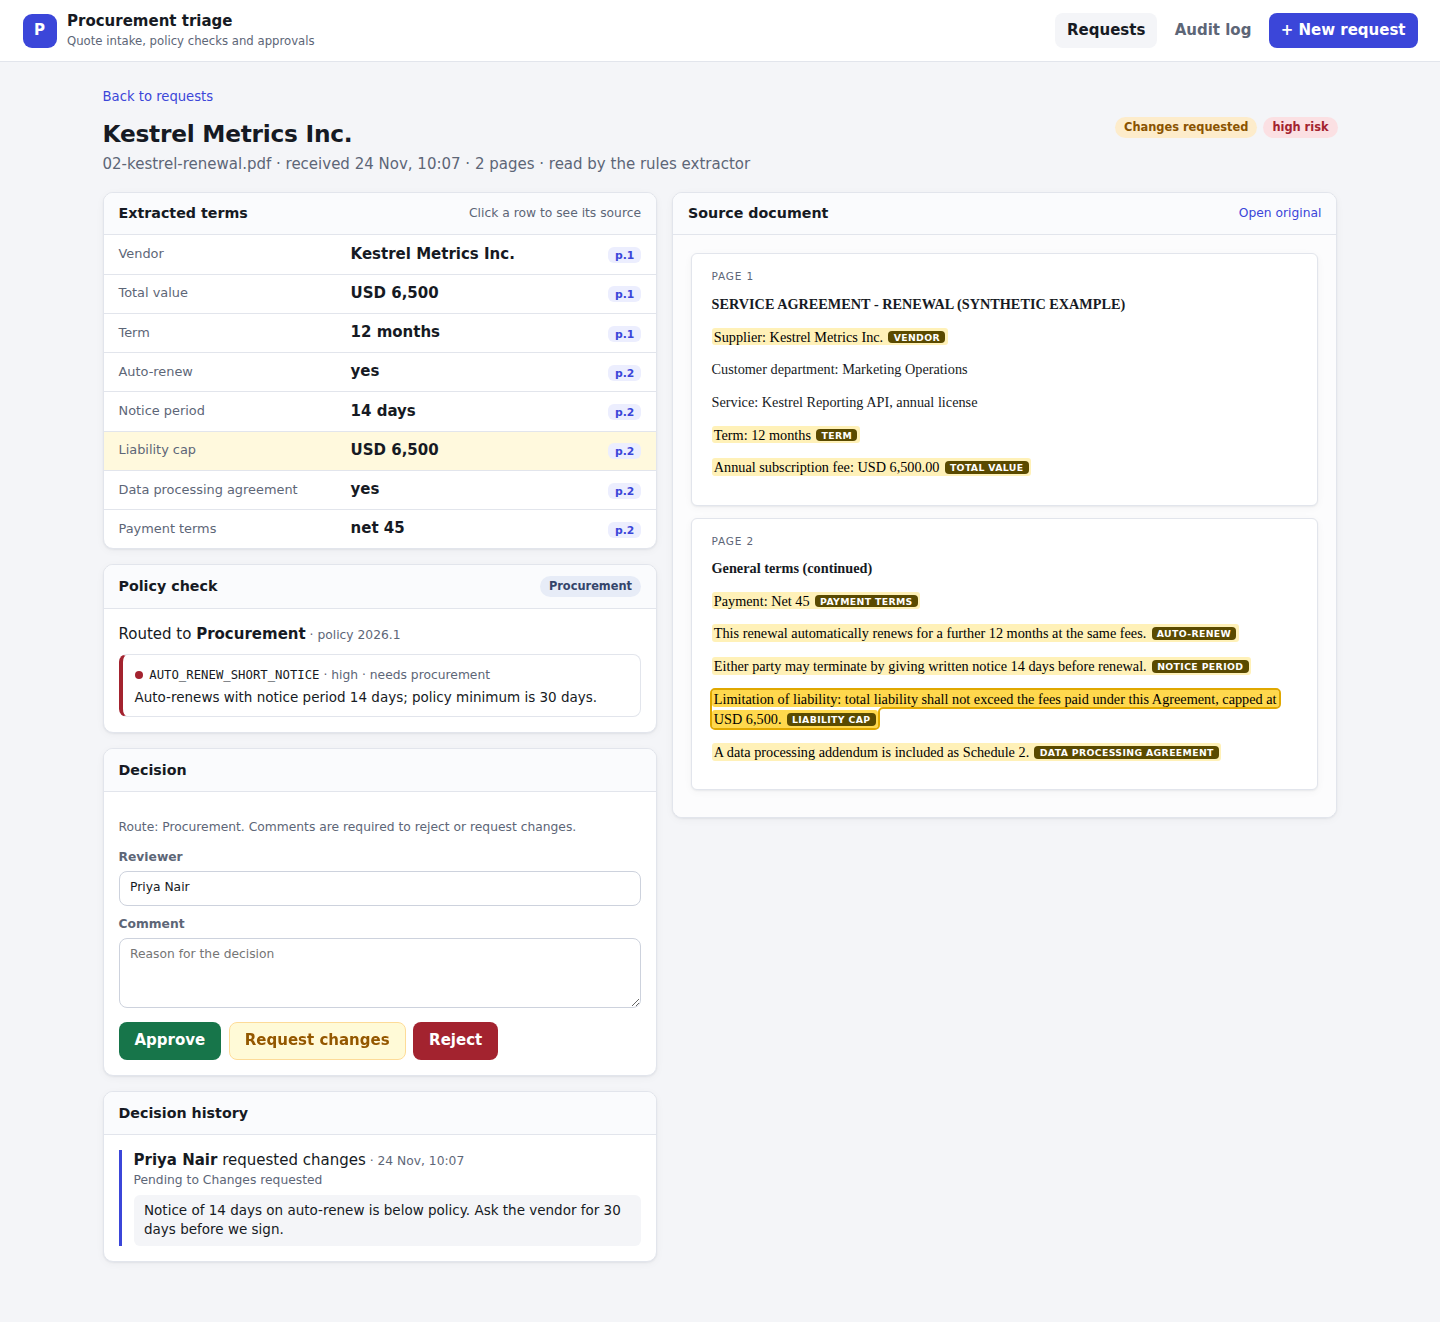 P
Procurement triage
Quote intake, policy checks and approvals
Requests
Audit log
+ New request
Back to requests
Kestrel Metrics Inc.
Changes requested
high risk
02-kestrel-renewal.pdf · received 24 Nov, 10:07 · 2 pages · read by the rules extractor
Extracted terms
Click a row to see its source
Vendor Kestrel Metrics Inc. p.1
Total value USD 6,500 p.1
Term 12 months p.1
Auto-renew yes p.2
Notice period 14 days p.2
Liability cap USD 6,500 p.2
Data processing agreement yes p.2
Payment terms net 45 p.2
Policy check
Procurement
Routed to Procurement · policy 2026.1
AUTO_RENEW_SHORT_NOTICE · high · needs procurement
Auto-renews with notice period 14 days; policy minimum is 30 days.
Decision
Route: Procurement. Comments are required to reject or request changes.
Reviewer
Priya Nair
Comment
Reason for the decision
Approve
Request changes
Reject
Decision history
Priya Nair requested changes · 24 Nov, 10:07
Pending to Changes requested
Notice of 14 days on auto-renew is below policy. Ask the vendor for 30
days before we sign.
Source document
Open original
PAGE 1
SERVICE AGREEMENT - RENEWAL (SYNTHETIC EXAMPLE)
Supplier: Kestrel Metrics Inc. VENDOR
Customer department: Marketing Operations
Service: Kestrel Reporting API, annual license
Term: 12 months TERM
Annual subscription fee: USD 6,500.00 TOTAL VALUE
PAGE 2
General terms (continued)
Payment: Net 45 PAYMENT TERMS
This renewal automatically renews for a further 12 months at the same fees. AUTO-RENEW
Either party may terminate by giving written notice 14 days before renewal. NOTICE PERIOD
Limitation of liability: total liability shall not exceed the fees paid under this Agreement, capped at
USD 6,500. LIABILITY CAP
A data processing addendum is included as Schedule 2. DATA PROCESSING AGREEMENT